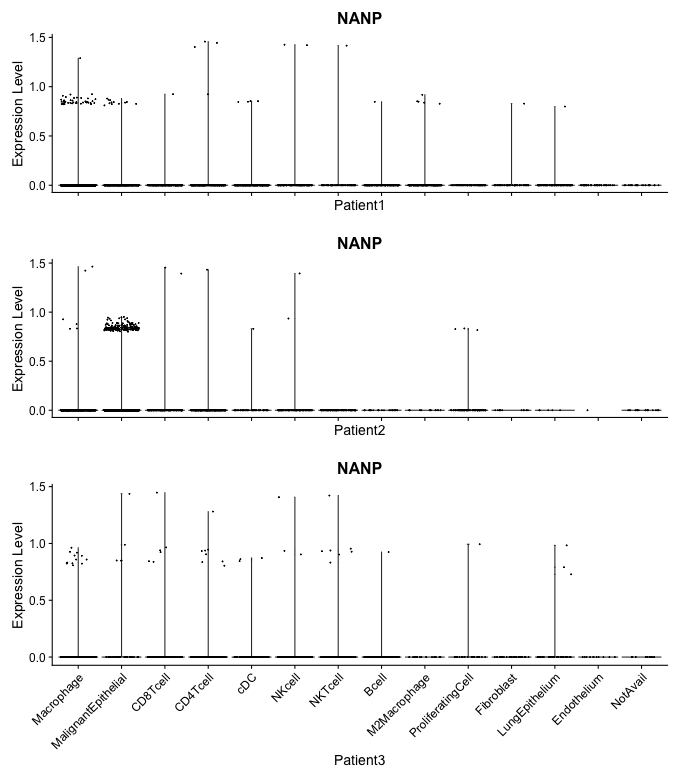 NANP
Expression Level
1.5
1.0
0.5
0.0
Patient1
NANP
Expression Level
1.5
1.0
0.5
0.0
Patient2
NANP
Expression Level
1.5
1.0
0.5
0.0
Macrophage
MalignantEpithelial
CD8Tcell
CD4Tcell
cDC
NKcell
NKTcell
Bcell
M2Macrophage
ProliferatingCell
Fibroblast
LungEpithelium
Endothelium
NotAvail
Patient3